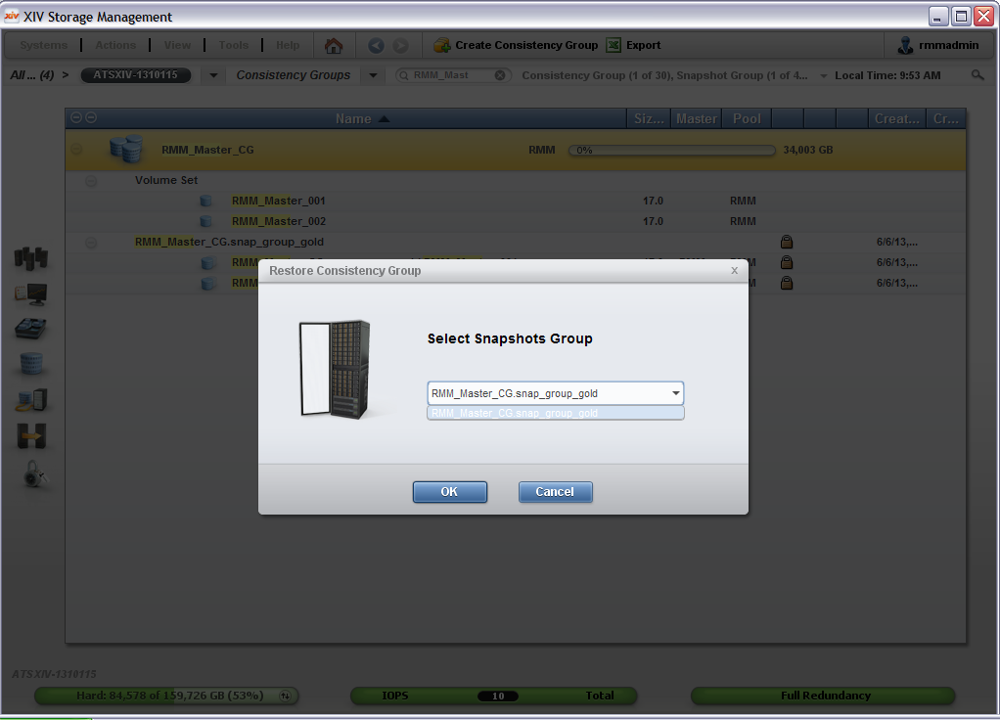 XIV XIV Storage Management
Systems Actions View Tools Help Create Consistency Group Export rmmadmin
All ... (4) > ATSXIV-1310115 Consistency Groups RMM_Mast Consistency Group (1 of 30), Snapshot Group (1 of 4... Local Time: 9:53 AM
Name Siz... Master Pool Creat... Cr...
RMM_Master_CG RMM 0% 34,003 GB
Volume Set
RMM_Master_001 17.0 RMM
RMM_Master_002 17.0 RMM
RMM_Master_CG.snap_group_gold 6/6/13,...
6/6/13,...
6/6/13,...
Restore Consistency Group x
Select Snapshots Group
RMM_Master_CG.snap_group_gold
RMM_Master_CG.snap_group_gold
OK Cancel
ATSXIV-1310115
Hard: 84,578 of 159,726 GB (53%) IOPS 10 Total Full Redundancy